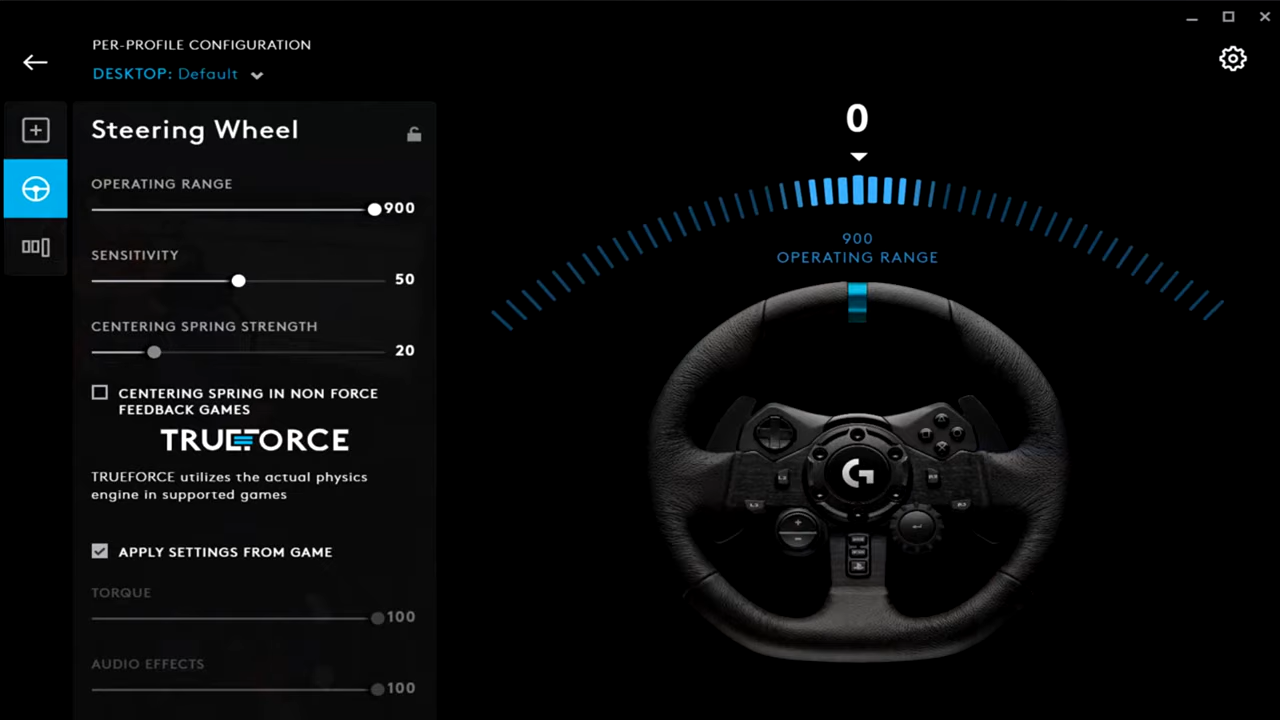 PER-PROFILE CONFIGURATION
DESKTOP: Default
Steering Wheel
OPERATING RANGE
900
SENSITIVITY
50
CENTERING SPRING STRENGTH
20
CENTERING SPRING IN NON FORCE
FEEDBACK GAMES
TRUEFORCE
TRUEFORCE utilizes the actual physics
engine in supported games
APPLY SETTINGS FROM GAME
TORQUE
100
AUDIO EFFECTS
100
0
900
OPERATING RANGE